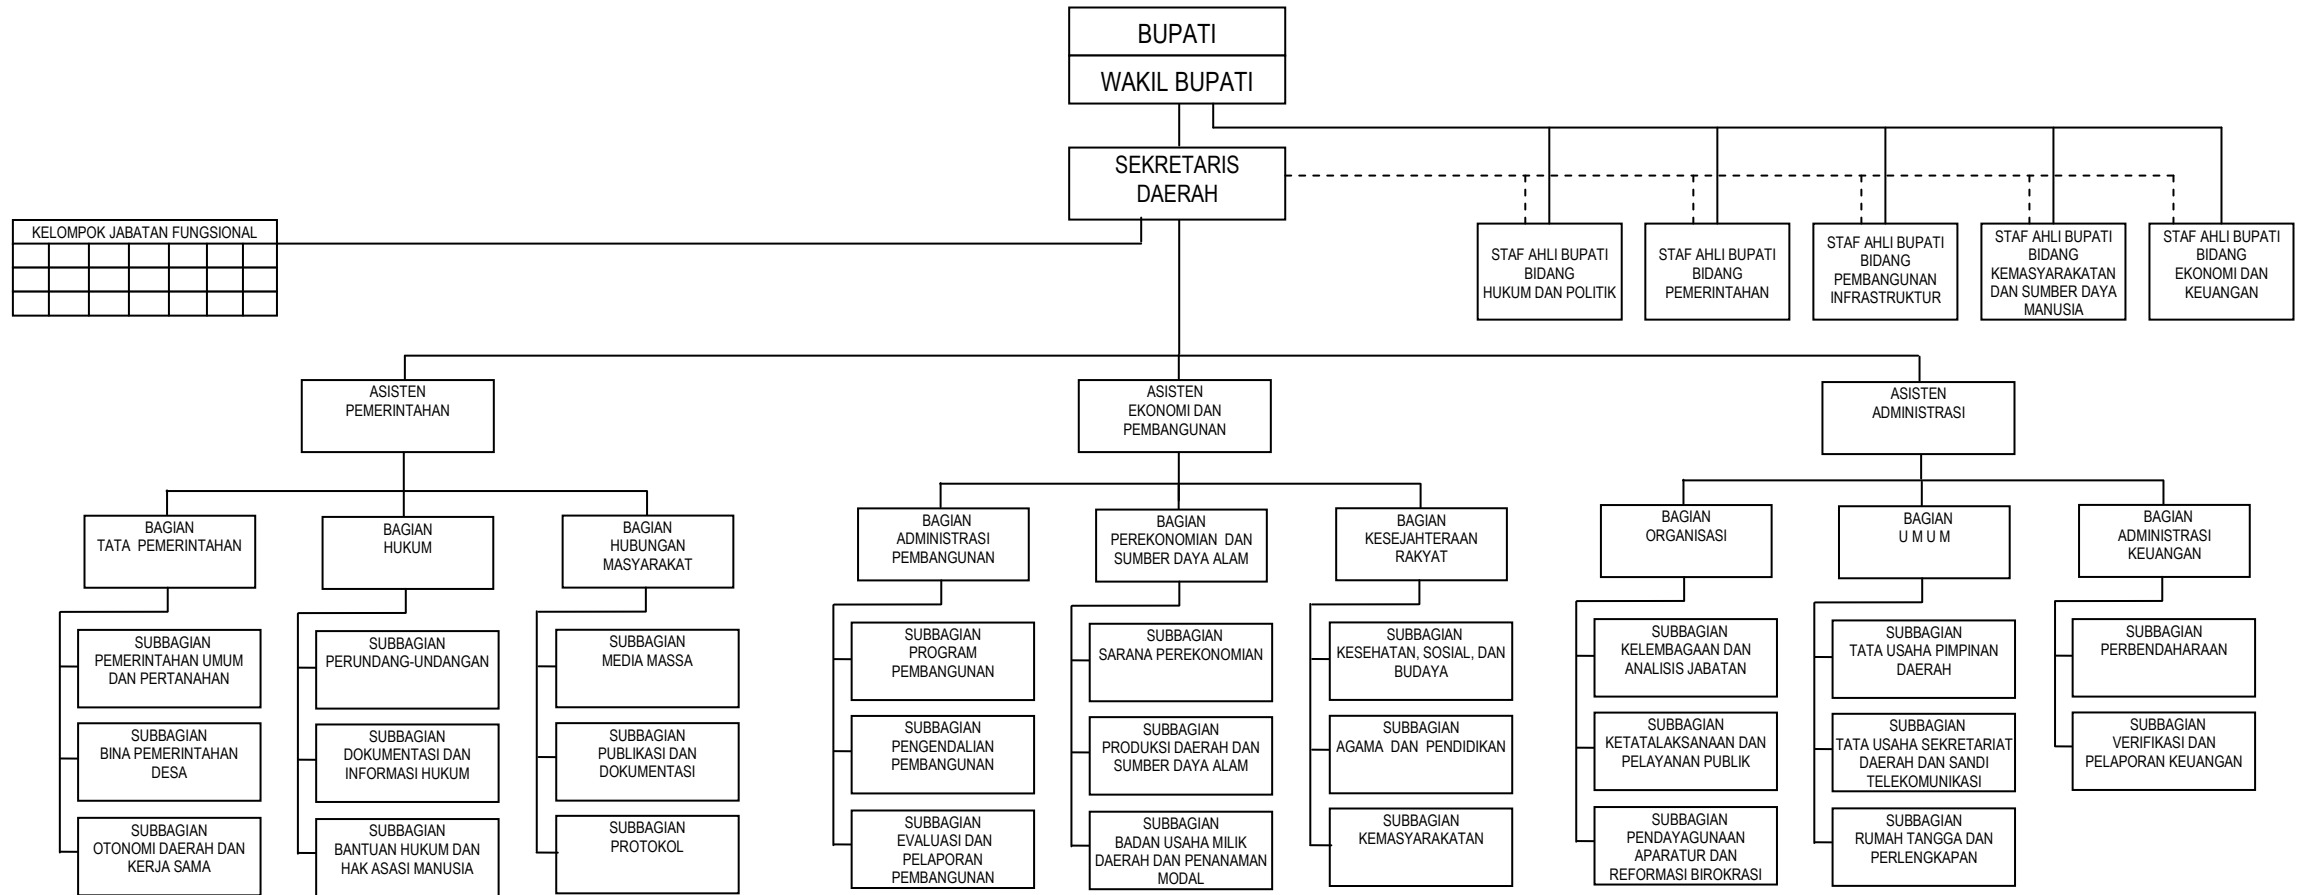 BUPATI
WAKIL BUPATI
SEKRETARIS
DAERAH
KELOMPOK JABATAN FUNGSIONAL
STAF AHLI BUPATI
BIDANG
HUKUM DAN POLITIK
STAF AHLI BUPATI
BIDANG
PEMERINTAHAN
STAF AHLI BUPATI
BIDANG
PEMBANGUNAN
INFRASTRUKTUR
STAF AHLI BUPATI
BIDANG
KEMASYARAKATAN
DAN SUMBER DAYA
MANUSIA
STAF AHLI BUPATI
BIDANG
EKONOMI DAN
KEUANGAN
ASISTEN
PEMERINTAHAN
ASISTEN
EKONOMI DAN
PEMBANGUNAN
ASISTEN
ADMINISTRASI
BAGIAN
TATA PEMERINTAHAN
BAGIAN
HUKUM
BAGIAN
HUBUNGAN
MASYARAKAT
BAGIAN
ADMINISTRASI
PEMBANGUNAN
BAGIAN
PEREKONOMIAN DAN
SUMBER DAYA ALAM
BAGIAN
KESEJAHTERAAN
RAKYAT
BAGIAN
ORGANISASI
BAGIAN
U M U M
BAGIAN
ADMINISTRASI
KEUANGAN
SUBBAGIAN
PEMERINTAHAN UMUM
DAN PERTANAHAN
SUBBAGIAN
PERUNDANG-UNDANGAN
SUBBAGIAN
MEDIA MASSA
SUBBAGIAN
PROGRAM
PEMBANGUNAN
SUBBAGIAN
SARANA PEREKONOMIAN
SUBBAGIAN
KESEHATAN, SOSIAL, DAN
BUDAYA
SUBBAGIAN
KELEMBAGAAN DAN
ANALISIS JABATAN
SUBBAGIAN
TATA USAHA PIMPINAN
DAERAH
SUBBAGIAN
PERBENDAHARAAN
SUBBAGIAN
BINA PEMERINTAHAN
DESA
SUBBAGIAN
DOKUMENTASI DAN
INFORMASI HUKUM
SUBBAGIAN
PUBLIKASI DAN
DOKUMENTASI
SUBBAGIAN
PENGENDALIAN
PEMBANGUNAN
SUBBAGIAN
PRODUKSI DAERAH DAN
SUMBER DAYA ALAM
SUBBAGIAN
AGAMA DAN PENDIDIKAN
SUBBAGIAN
KETATALAKSANAAN DAN
PELAYANAN PUBLIK
SUBBAGIAN
TATA USAHA SEKRETARIAT
DAERAH DAN SANDI
TELEKOMUNIKASI
SUBBAGIAN
VERIFIKASI DAN
PELAPORAN KEUANGAN
SUBBAGIAN
OTONOMI DAERAH DAN
KERJA SAMA
SUBBAGIAN
BANTUAN HUKUM DAN
HAK ASASI MANUSIA
SUBBAGIAN
PROTOKOL
SUBBAGIAN
EVALUASI DAN
PELAPORAN
PEMBANGUNAN
SUBBAGIAN
BADAN USAHA MILIK
DAERAH DAN PENANAMAN
MODAL
SUBBAGIAN
KEMASYARAKATAN
SUBBAGIAN
PENDAYAGUNAAN
APARATUR DAN
REFORMASI BIROKRASI
SUBBAGIAN
RUMAH TANGGA DAN
PERLENGKAPAN